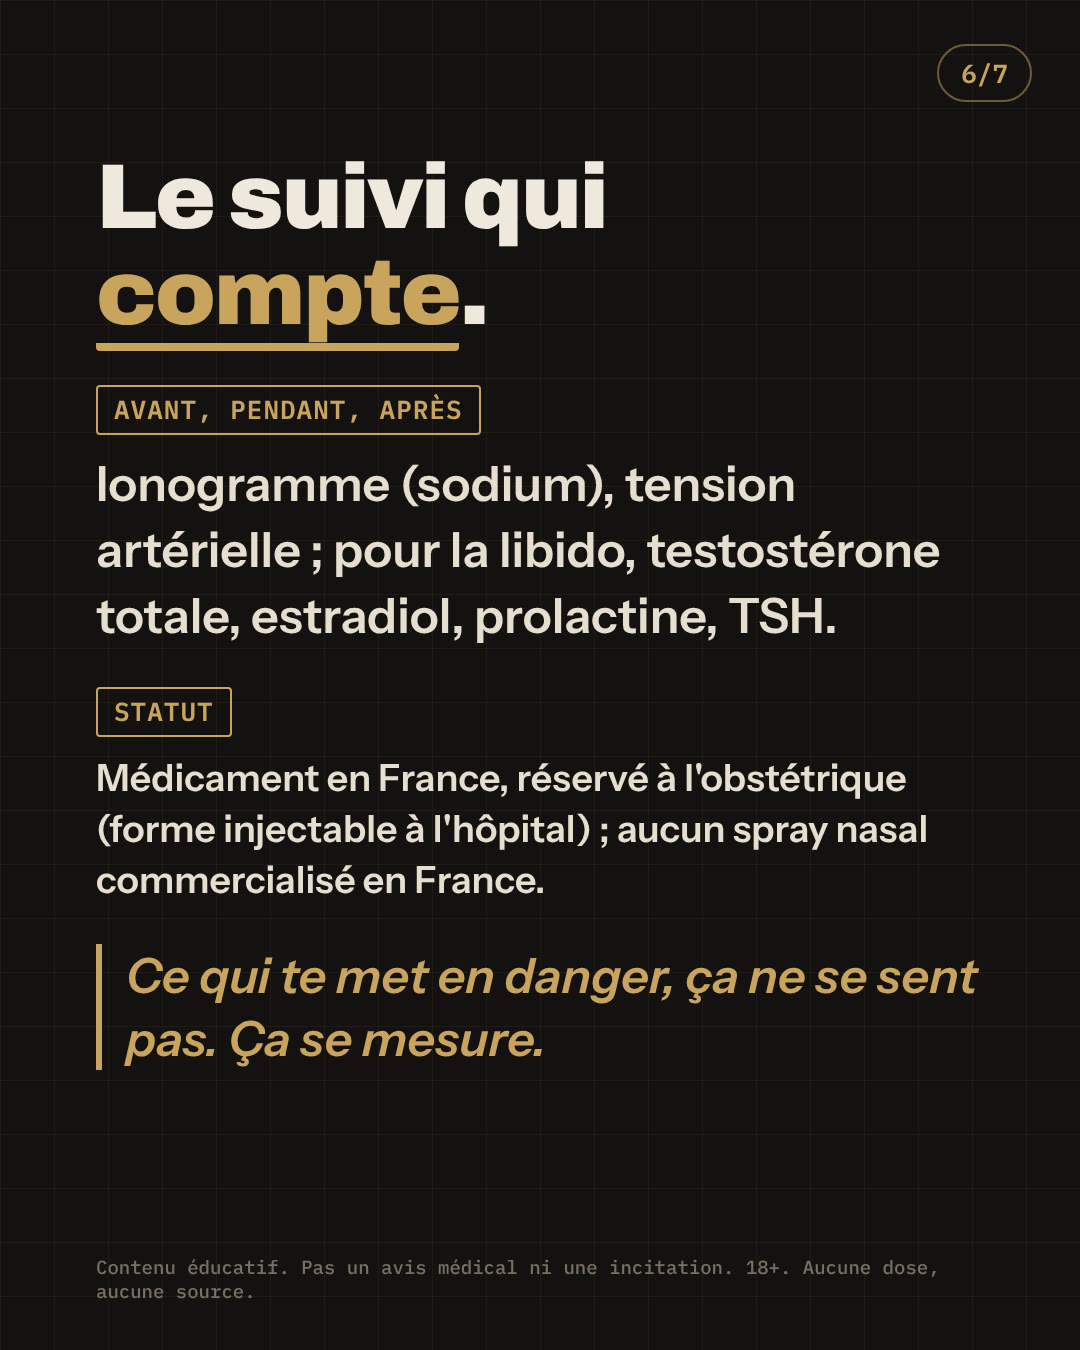 6/7
Le suivi qui
compte.
AVANT, PENDANT, APRÈS
Ionogramme (sodium), tension
artérielle ; pour la libido, testostérone
totale, estradiol, prolactine, TSH.
STATUT
Médicament en France, réservé à l'obstétrique
(forme injectable à l'hôpital) ; aucun spray nasal
commercialisé en France.
Ce qui te met en danger, ça ne se sent
pas. Ça se mesure.
Contenu éducatif. Pas un avis médical ni une incitation. 18+. Aucune dose,
aucune source.